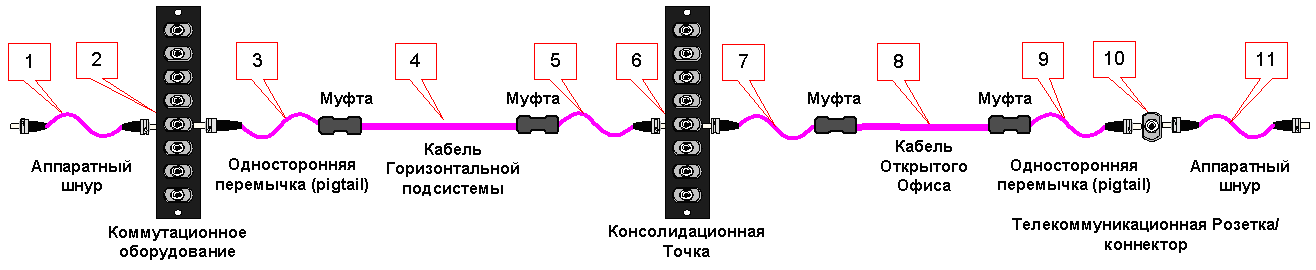 1
2
3
4
5
6
7
8
9
10
11
Муфта
Муфта
Муфта
Муфта
Аппаратный
шнур
Односторонняя
перемычка (pigtail)
Кабель
Горизонтальной
подсистемы
Кабель
Открытого
Офиса
Односторонняя
перемычка (pigtail)
Аппаратный
шнур
Коммутационное
оборудование
Консолидационная
Точка
Телекоммуникационная Розетка/
коннектор